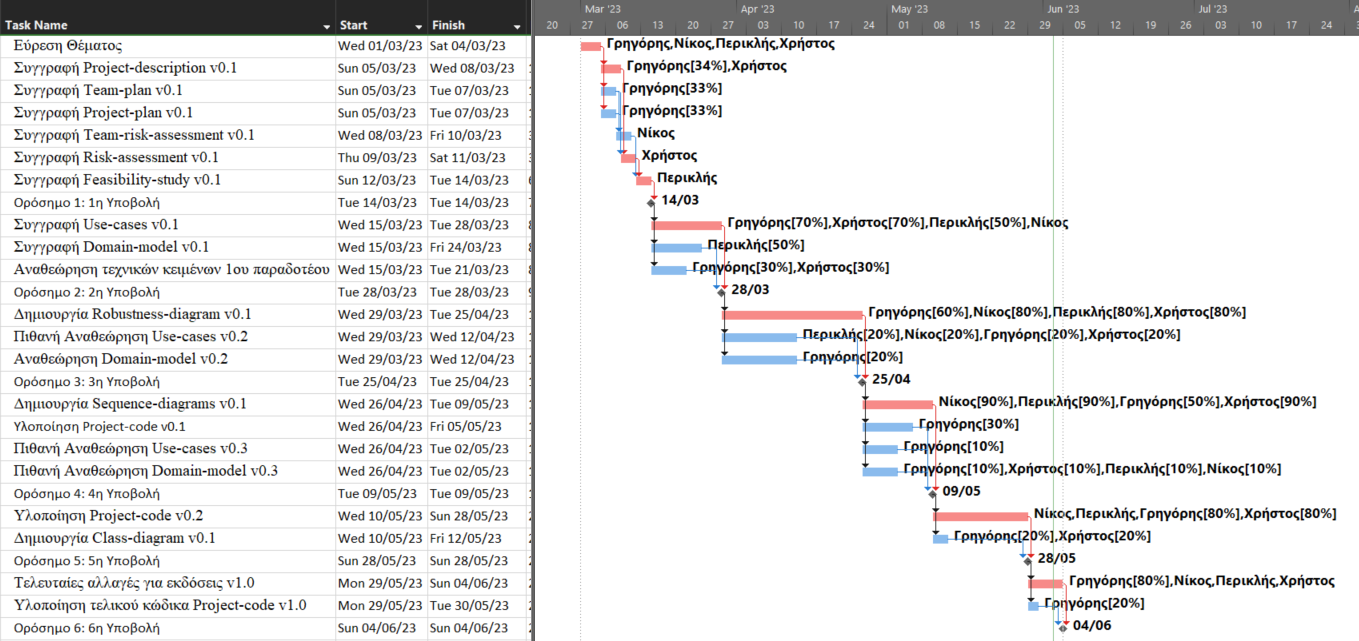 Mar '23 Apr '23 May '23 Jun '23 Jul '23 A
Task Name Start Finish 20 27 06 13 20 27 03 10 17 24 01 08 15 22 29 05 12 19 26 03 10 17 24
Εύρεση Θέματος Wed 01/03/23 Sat 04/03/23 Γρηγόρης,Νίκος,Περικλής,Χρήστος
Συγγραφή Project-description v0.1 Sun 05/03/23 Wed 08/03/23 Γρηγόρης[34%],Χρήστος
Συγγραφή Team-plan v0.1 Sun 05/03/23 Tue 07/03/23 Γρηγόρης[33%]
Συγγραφή Project-plan v0.1 Sun 05/03/23 Tue 07/03/23 Γρηγόρης[33%]
Συγγραφή Team-risk-assessment v0.1 Wed 08/03/23 Fri 10/03/23 Νίκος
Συγγραφή Risk-assessment v0.1 Thu 09/03/23 Sat 11/03/23 Χρήστος
Συγγραφή Feasibility-study v0.1 Sun 12/03/23 Tue 14/03/23 Περικλής
Ορόσημο 1: 1η Υποβολή Tue 14/03/23 Tue 14/03/23 14/03
Συγγραφή Use-cases v0.1 Wed 15/03/23 Tue 28/03/23 Γρηγόρης[70%],Χρήστος[70%],Περικλής[50%],Νίκος
Συγγραφή Domain-model v0.1 Wed 15/03/23 Fri 24/03/23 Περικλής[50%]
Αναθεώρηση τεχνικών κειμένων 1ου παραδοτέου Wed 15/03/23 Tue 21/03/23 Γρηγόρης[30%],Χρήστος[30%]
Ορόσημο 2: 2η Υποβολή Tue 28/03/23 Tue 28/03/23 28/03
Δημιουργία Robustness-diagram v0.1 Wed 29/03/23 Tue 25/04/23 Γρηγόρης[60%],Νίκος[80%],Περικλής[80%],Χρήστος[80%]
Πιθανή Αναθεώρηση Use-cases v0.2 Wed 29/03/23 Wed 12/04/23 Περικλής[20%],Νίκος[20%],Γρηγόρης[20%],Χρήστος[20%]
Αναθεώρηση Domain-model v0.2 Wed 29/03/23 Wed 12/04/23 Γρηγόρης[20%]
Ορόσημο 3: 3η Υποβολή Tue 25/04/23 Tue 25/04/23 25/04
Δημιουργία Sequence-diagrams v0.1 Wed 26/04/23 Tue 09/05/23 Νίκος[90%],Περικλής[90%],Γρηγόρης[50%],Χρήστος[90%]
Υλοποίηση Project-code v0.1 Wed 26/04/23 Fri 05/05/23 Γρηγόρης[30%]
Πιθανή Αναθεώρηση Use-cases v0.3 Wed 26/04/23 Tue 02/05/23 Γρηγόρης[10%]
Πιθανή Αναθεώρηση Domain-model v0.3 Wed 26/04/23 Tue 02/05/23 Γρηγόρης[10%],Χρήστος[10%],Περικλής[10%],Νίκος[10%]
Ορόσημο 4: 4η Υποβολή Tue 09/05/23 Tue 09/05/23 09/05
Υλοποίηση Project-code v0.2 Wed 10/05/23 Sun 28/05/23 Νίκος,Περικλής,Γρηγόρης[80%],Χρήστος[80%]
Δημιουργία Class-diagram v0.1 Wed 10/05/23 Fri 12/05/23 Γρηγόρης[20%],Χρήστος[20%]
Ορόσημο 5: 5η Υποβολή Sun 28/05/23 Sun 28/05/23 28/05
Τελευταίες αλλαγές για εκδόσεις v1.0 Mon 29/05/23 Sun 04/06/23 Γρηγόρης[80%],Νίκος,Περικλής,Χρήστος
Υλοποίηση τελικού κώδικα Project-code v1.0 Mon 29/05/23 Tue 30/05/23 Γρηγόρης[20%]
Ορόσημο 6: 6η Υποβολή Sun 04/06/23 Sun 04/06/23 04/06